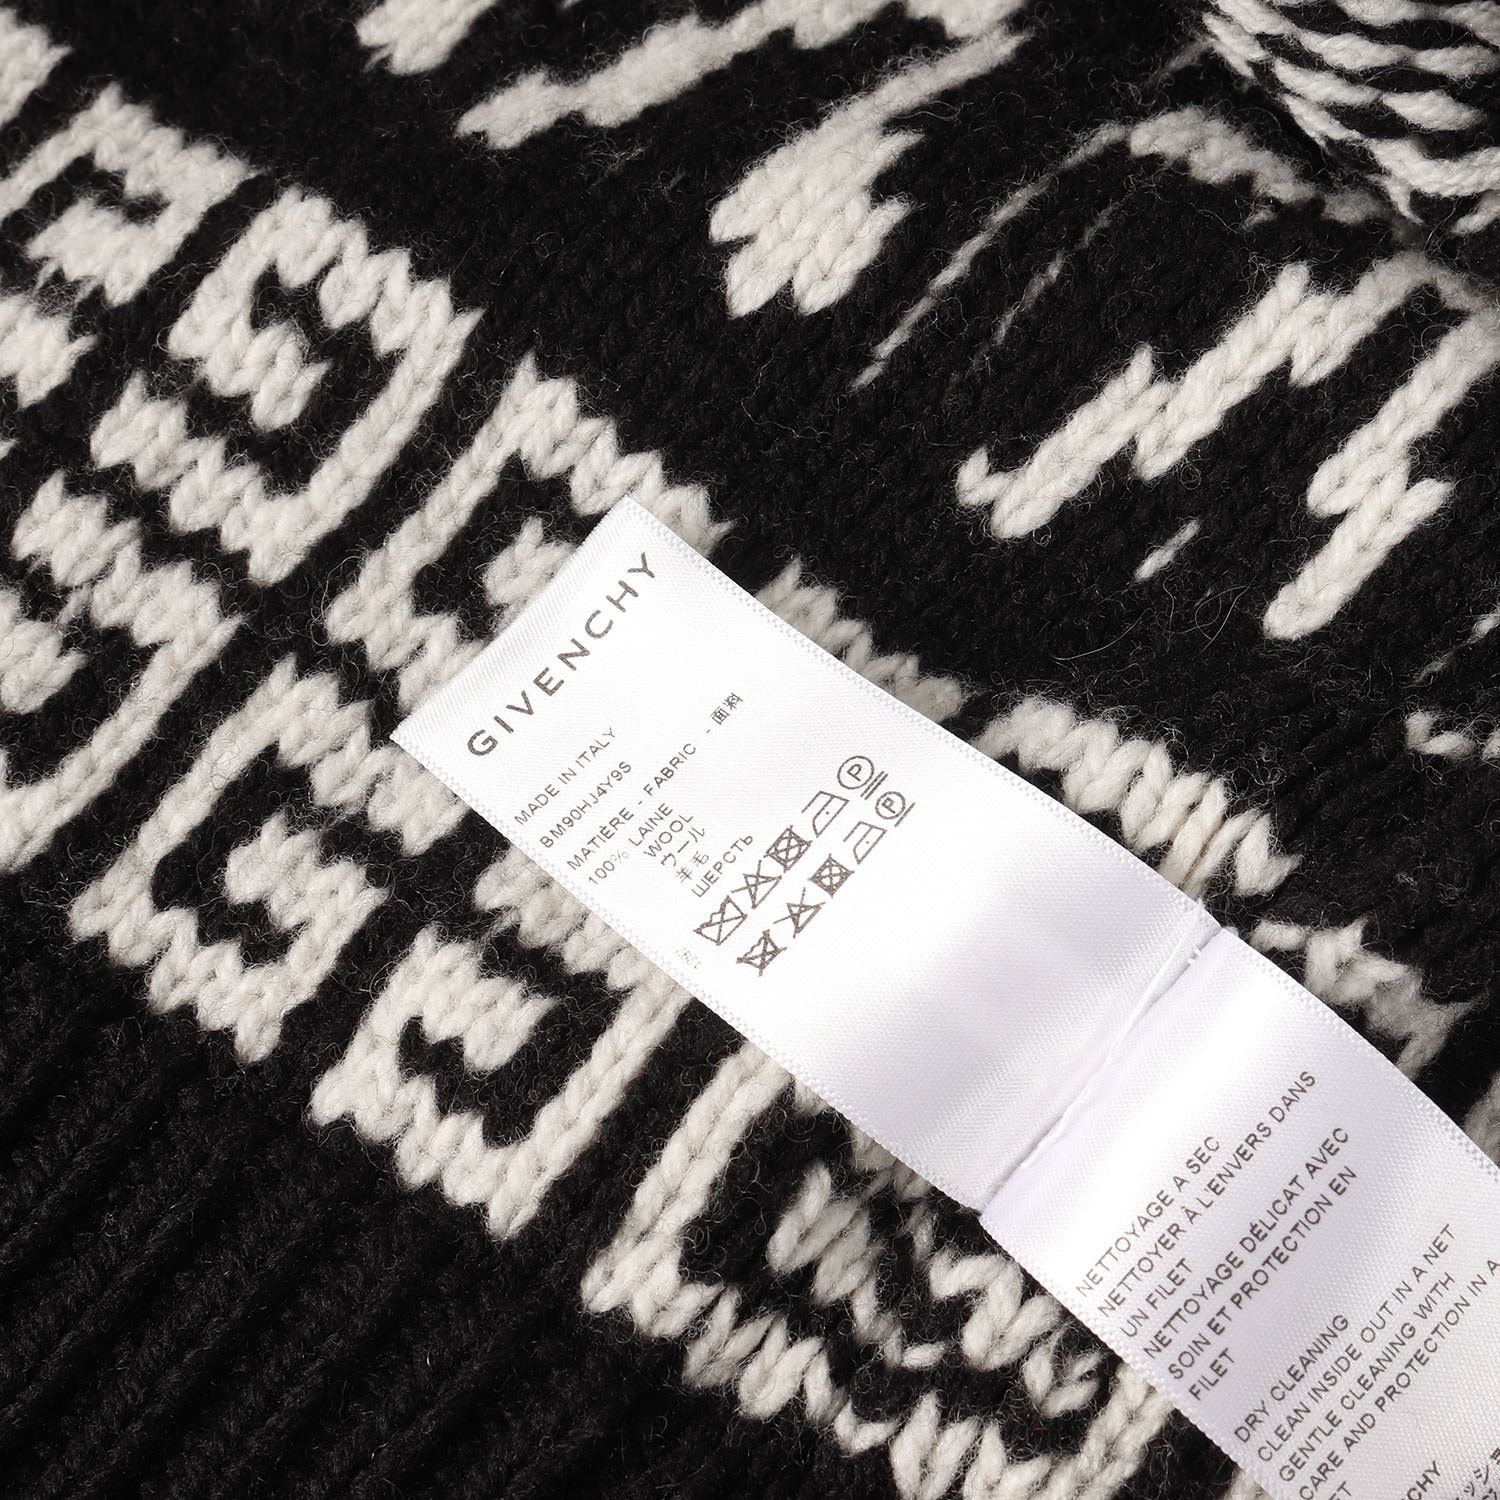 GIVENCHY
MADE IN ITALY
BM90HJ4Y9S
MATIÈRE - FABRIC - 面料
100% LAINE
WOOL
ウール
羊毛
ШЕРСТЬ
P
P
NETTOYAGE A SEC
NETTOYER À L'ENVERS DANS
UN FILET
NETTOYAGE DÉLICAT AVEC
SOIN ET PROTECTION EN
FILET
DRY CLEANING
CLEAN INSIDE OUT IN A NET
GENTLE CLEANING WITH
CARE AND PROTECTION IN A